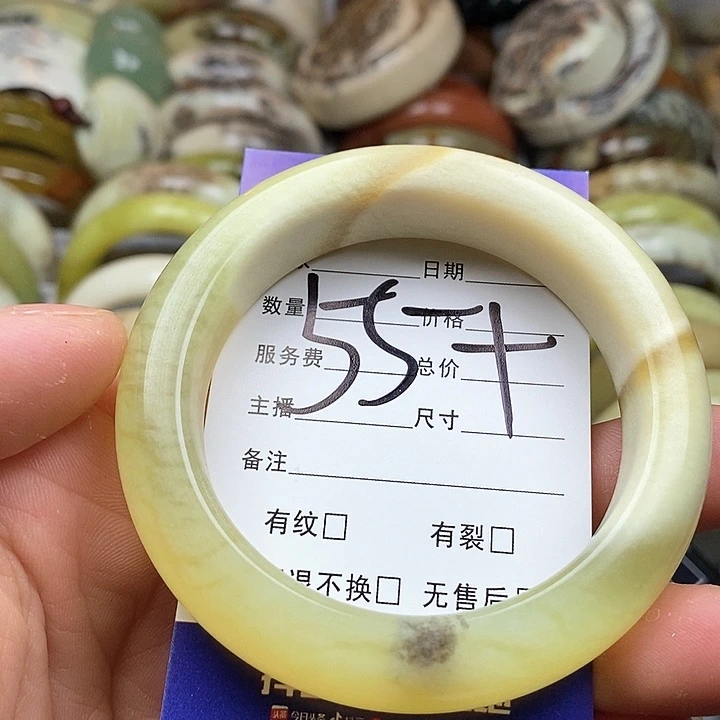 日期
数量 55+ 价格
服务费 总价
主播 尺寸
备注
有纹□ 有裂□
退不换□ 无售后